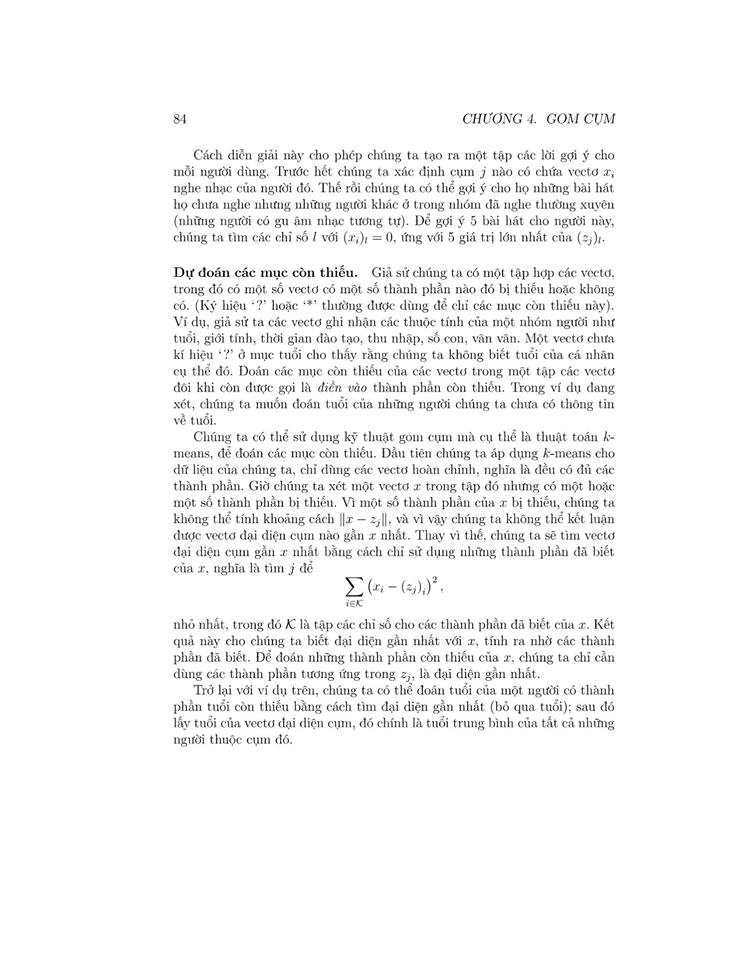 84 CHƯƠNG 4. GOM CỤM
Cách diễn giải này cho phép chúng ta tạo ra một tập các lời gợi ý cho
mỗi người dùng. Trước hết chúng ta xác định cụm j nào có chứa vectơ x_i
nghe nhạc của người đó. Thế rồi chúng ta có thể gợi ý cho họ những bài hát
họ chưa nghe nhưng những người khác ở trong nhóm đã nghe thường xuyên
(những người có gu âm nhạc tương tự). Để gợi ý 5 bài hát cho người này,
chúng ta tìm các chỉ số l với (x_i)_l = 0, ứng với 5 giá trị lớn nhất của (z_j)_l.
Dự đoán các mục còn thiếu. Giả sử chúng ta có một tập hợp các vectơ,
trong đó có một số vectơ có một số thành phần nào đó bị thiếu hoặc không
có. (Ký hiệu ‘?’ hoặc ‘*’ thường được dùng để chỉ các mục còn thiếu này).
Ví dụ, giả sử ta các vectơ ghi nhận các thuộc tính của một nhóm người như
tuổi, giới tính, thời gian đào tạo, thu nhập, số con, vân vân. Một vectơ chưa
kí hiệu ‘?’ ở mục tuổi cho thấy rằng chúng ta không biết tuổi của cá nhân
cụ thể đó. Đoán các mục còn thiếu của các vectơ trong một tập các vectơ
đôi khi còn được gọi là điền vào thành phần còn thiếu. Trong ví dụ đang
xét, chúng ta muốn đoán tuổi của những người chúng ta chưa có thông tin
về tuổi.
Chúng ta có thể sử dụng kỹ thuật gom cụm mà cụ thể là thuật toán k-
means, để đoán các mục còn thiếu. Đầu tiên chúng ta áp dụng k-means cho
dữ liệu của chúng ta, chỉ dùng các vectơ hoàn chỉnh, nghĩa là đều có đủ các
thành phần. Giờ chúng ta xét một vectơ x trong tập đó nhưng có một hoặc
một số thành phần bị thiếu. Vì một số thành phần của x bị thiếu, chúng ta
không thể tính khoảng cách ‖x − z_j‖, và vì vậy chúng ta không thể kết luận
được vectơ đại diện cụm nào gần x nhất. Thay vì thế, chúng ta sẽ tìm vectơ
đại diện cụm gần x nhất bằng cách chỉ sử dụng những thành phần đã biết
của x, nghĩa là tìm j để
∑_{i∈𝒦} (x_i − (z_j)_i)²,
nhỏ nhất, trong đó 𝒦 là tập các chỉ số cho các thành phần đã biết của x. Kết
quả này cho chúng ta biết đại diện gần nhất với x, tính ra nhờ các thành
phần đã biết. Để đoán những thành phần còn thiếu của x, chúng ta chỉ cần
dùng các thành phần tương ứng trong z_j, là đại diện gần nhất.
Trở lại với ví dụ trên, chúng ta có thể đoán tuổi của một người có thành
phần tuổi còn thiếu bằng cách tìm đại diện gần nhất (bỏ qua tuổi); sau đó
lấy tuổi của vectơ đại diện cụm, đó chính là tuổi trung bình của tất cả những
người thuộc cụm đó.